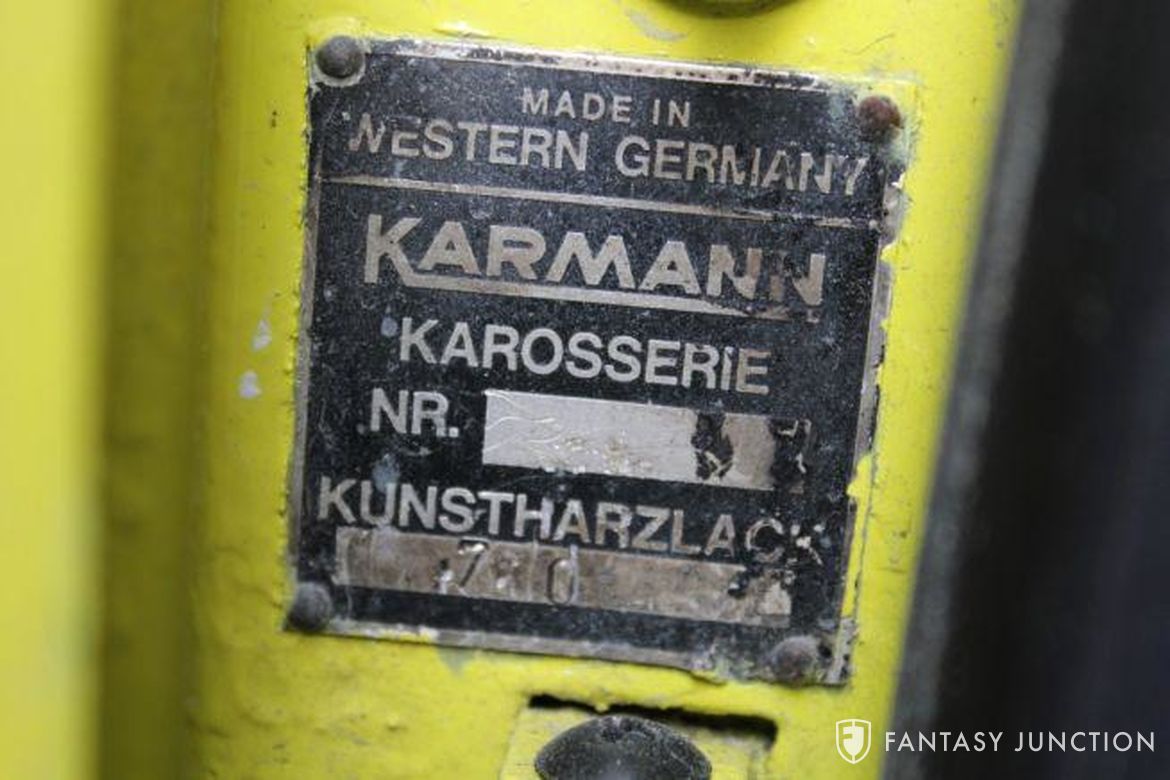 MADE IN
WESTERN GERMANY
KARMANN
KAROSSERIE
NR.
KUNSTHARZLACK
FANTASY JUNCTION